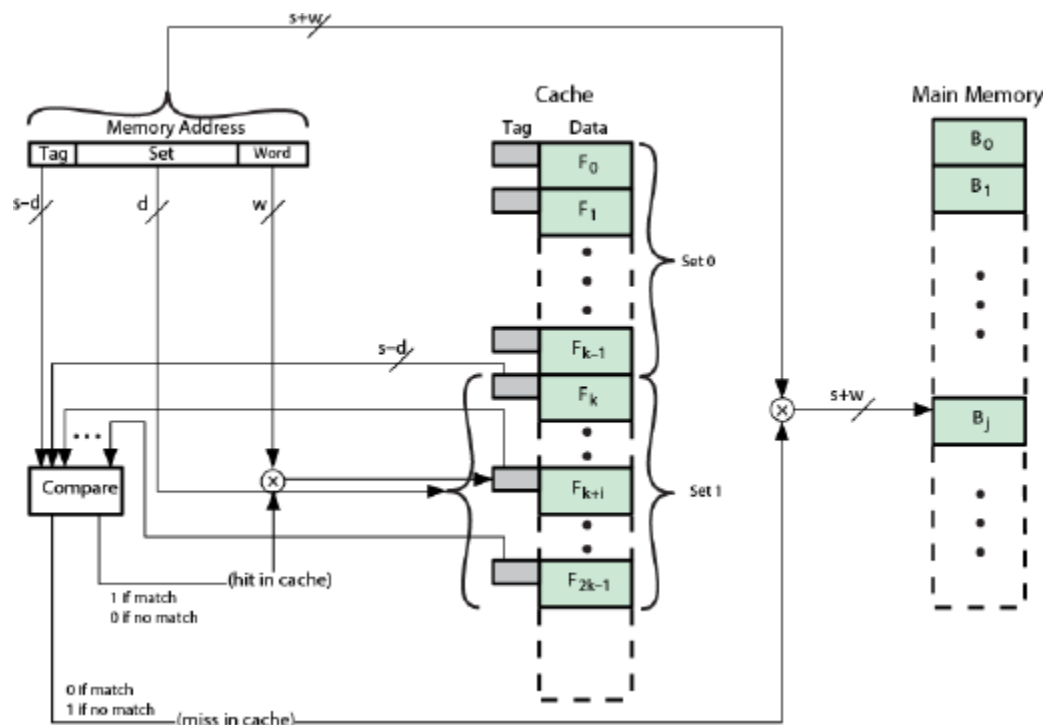 s+w
Cache
Main Memory
Memory Address
Tag Data
Tag Set Word
B0
F0
B1
s–d d w
F1
Set 0
Fk–1
s–d
Fk
s+w
Bj
Compare
Fk+i
Set 1
F2k–1
(hit in cache)
1 if match
0 if no match
0 if match
1 if no match
(miss in cache)